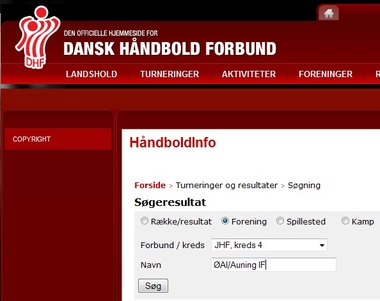 DEN OFFICIELLE HJEMMESIDE FOR
DANSK HÅNDBOLD FORBUND
DHF
LANDSHOLD TURNERINGER AKTIVITETER FORENINGER
COPYRIGHT
HåndboldInfo
Forside > Turneringer og resultater > Søgning
Søgeresultat
Række/resultat Forening Spillested Kamp
Forbund / kreds JHF, kreds 4
Navn ØAI/Auning IF
Søg